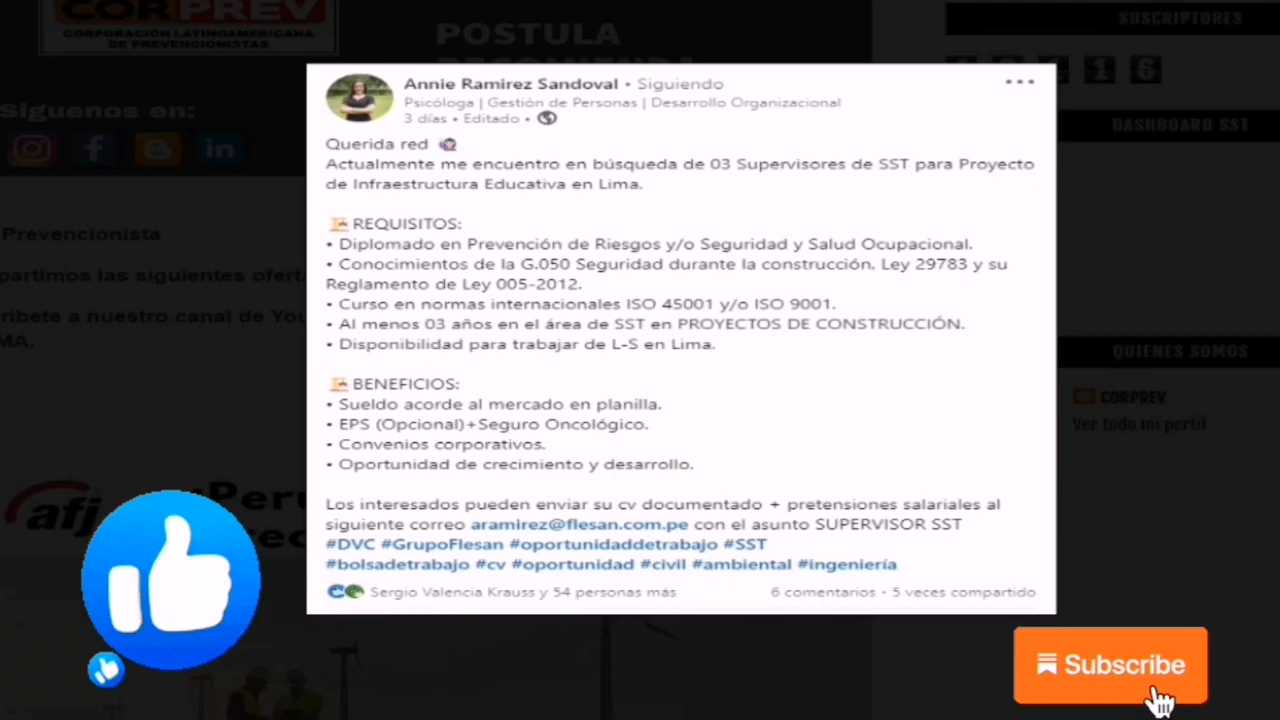 CORPREV
CORPORACIÓN LATINOAMERICANA
DE PREVENCIONISTAS
POSTULA
SUSCRIPTORES
1 6
Síguenos en:
DASHBOARD SST
Prevencionista
partimos las siguientes oferta
ríbete a nuestro canal de You
MA.
QUIENES SOMOS
CORPREV
Ver todo mi perfil
afj
Annie Ramirez Sandoval • Siguiendo
Psicóloga | Gestión de Personas | Desarrollo Organizacional
3 días • Editado •
Querida red
Actualmente me encuentro en búsqueda de 03 Supervisores de SST para Proyecto
de Infraestructura Educativa en Lima.
REQUISITOS:
• Diplomado en Prevención de Riesgos y/o Seguridad y Salud Ocupacional.
• Conocimientos de la G.050 Seguridad durante la construcción, Ley 29783 y su
Reglamento de Ley 005-2012.
• Curso en normas internacionales ISO 45001 y/o ISO 9001.
• Al menos 03 años en el área de SST en PROYECTOS DE CONSTRUCCIÓN.
• Disponibilidad para trabajar de L-S en Lima.
BENEFICIOS:
• Sueldo acorde al mercado en planilla.
• EPS (Opcional)+Seguro Oncológico.
• Convenios corporativos.
• Oportunidad de crecimiento y desarrollo.
Los interesados pueden enviar su cv documentado + pretensiones salariales al
siguiente correo aramirez@flesan.com.pe con el asunto SUPERVISOR SST
#DVC #GrupoFlesan #oportunidaddetrabajo #SST
#bolsadetrabajo #cv #oportunidad #civil #ambiental #ingeniería
Sergio Valencia Krauss y 54 personas más
6 comentarios • 5 veces compartido
Subscribe